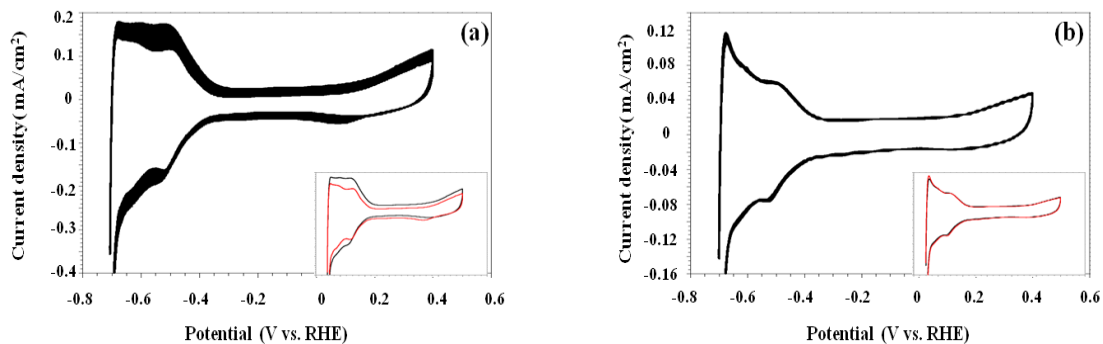 (a)
Current density( mA/cm²)
0.2
0.1
0
-0.1
-0.2
-0.3
-0.4
-0.8 -0.6 -0.4 -0.2 0 0.2 0.4 0.6
Potential (V vs. RHE)
(b)
Current density( mA/cm²)
0.12
0.08
0.04
0
-0.04
-0.08
-0.12
-0.16
-0.8 -0.6 -0.4 -0.2 0 0.2 0.4 0.6
Potential (V vs. RHE)